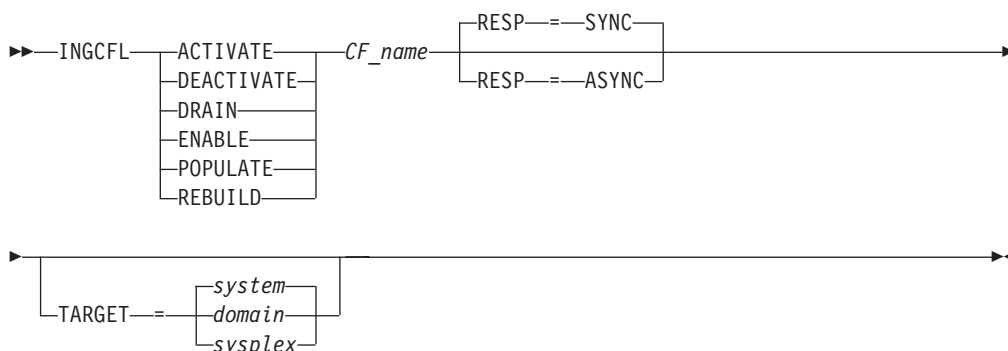 RESP = SYNC
INGCFL ACTIVATE CF_name
RESP = ASYNC
DEACTIVATE
DRAIN
ENABLE
POPULATE
REBUILD
system
TARGET = domain
sysplex